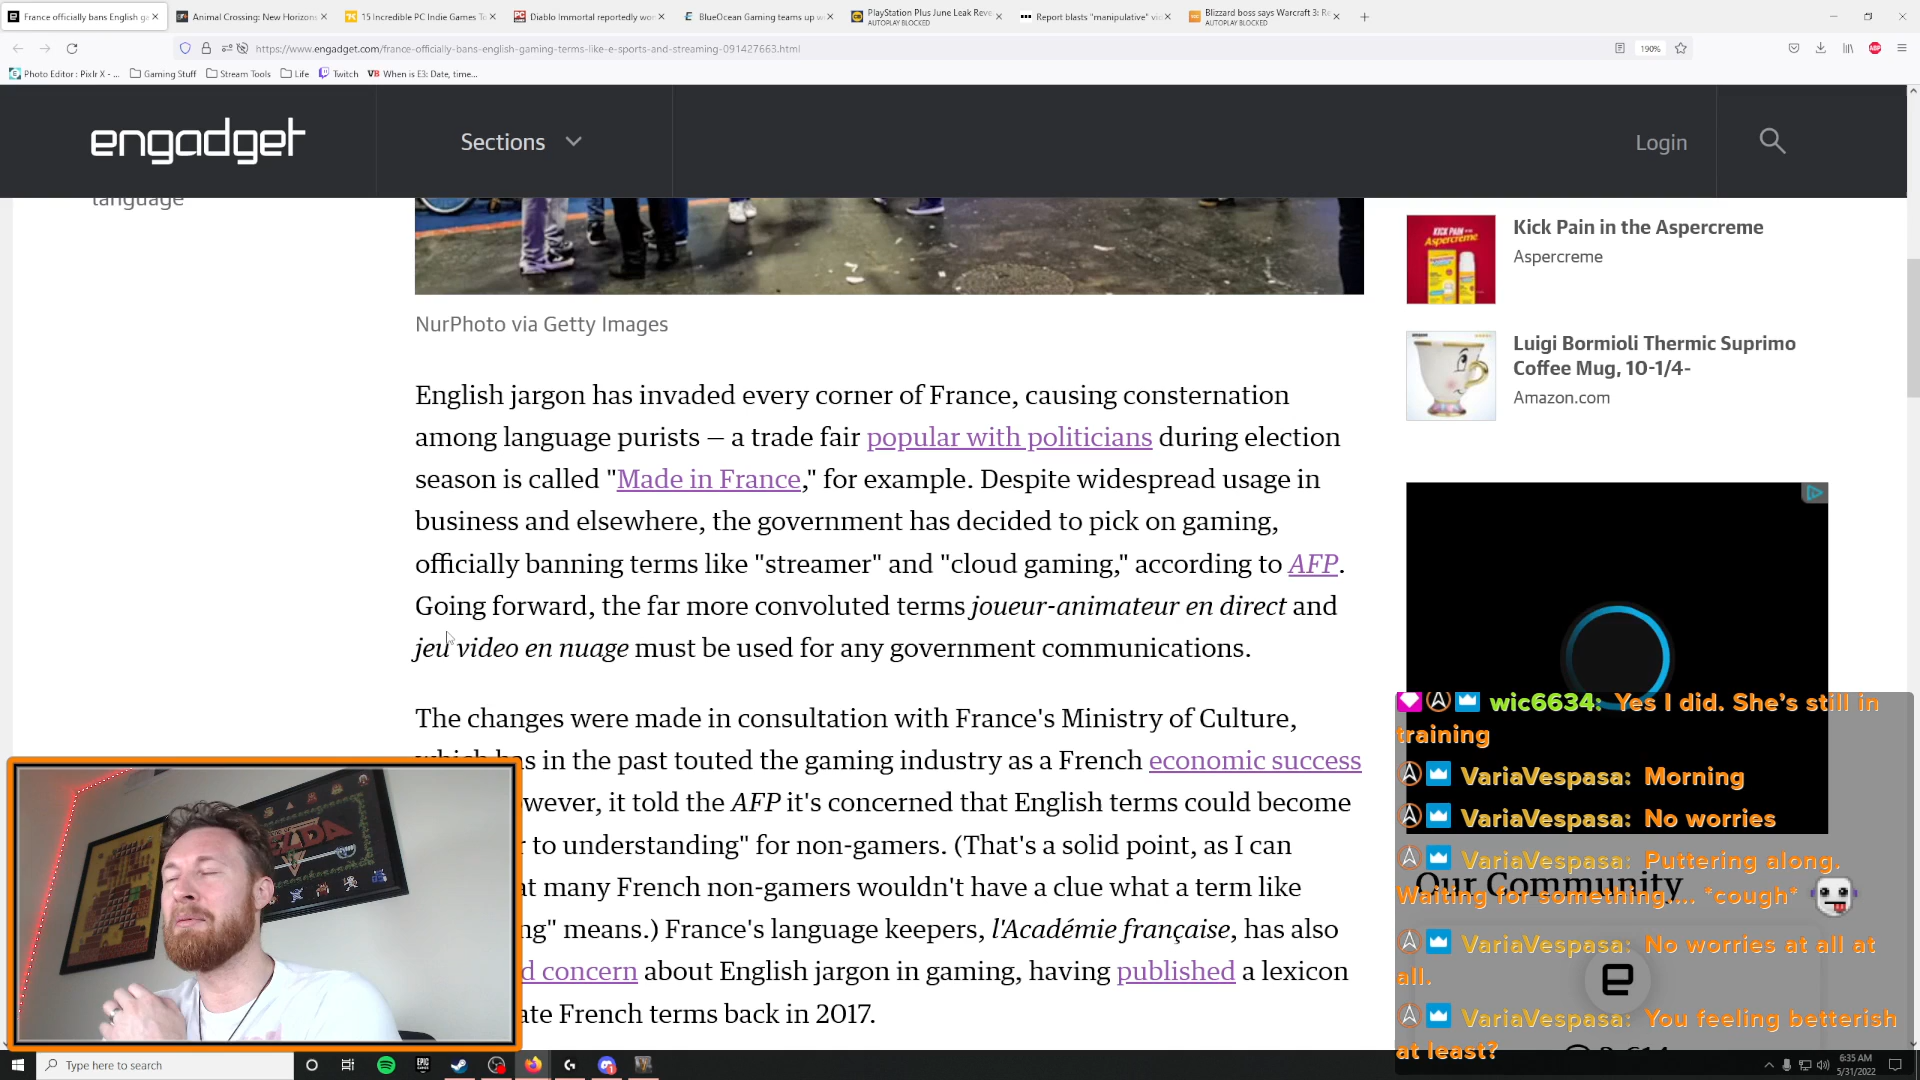 France officially bans English g
Animal Crossing: New Horizons
15 Incredible PC Indie Games To
Diablo Immortal reportedly wo
BlueOcean Gaming teams up w
PlayStation Plus June Leak Reve
AUTOPLAY BLOCKED
Report blasts "manipulative" vi
Blizzard boss says Warcraft 3: Re
AUTOPLAY BLOCKED
https://www.engadget.com/france-officially-bans-english-gaming-terms-like-e-sports-and-streaming-091427663.html
190%
ABP
Photo Editor : Pixlr X - ...
Gaming Stuff
Stream Tools
Life
Twitch
When is E3: Date, time...
engadget
Sections
Login
language
Kick Pain in the Aspercreme
Aspercreme
Luigi Bormioli Thermic Suprimo
Coffee Mug, 10-1/4-
Amazon.com
NurPhoto via Getty Images
English jargon has invaded every corner of France, causing consternation
among language purists — a trade fair popular with politicians during election
season is called "Made in France," for example. Despite widespread usage in
business and elsewhere, the government has decided to pick on gaming,
officially banning terms like "streamer" and "cloud gaming," according to AFP.
Going forward, the far more convoluted terms joueur-animateur en direct and
jeu video en nuage must be used for any government communications.
The changes were made in consultation with France's Ministry of Culture,
in the past touted the gaming industry as a French economic success
wever, it told the AFP it's concerned that English terms could become
r to understanding" for non-gamers. (That's a solid point, as I can
at many French non-gamers wouldn't have a clue what a term like
ng" means.) France's language keepers, l'Académie française, has also
d concern about English jargon in gaming, having published a lexicon
ate French terms back in 2017.
wic6634: Yes I did. She's still in
training
VariaVespasa: Morning
VariaVespasa: No worries
VariaVespasa: Puttering along.
Waiting for something.... *cough*
Our Community
VariaVespasa: No worries at all at
all.
VariaVespasa: You feeling betterish
at least?
ZELDA
Type here to search
6:35 AM
5/31/2022